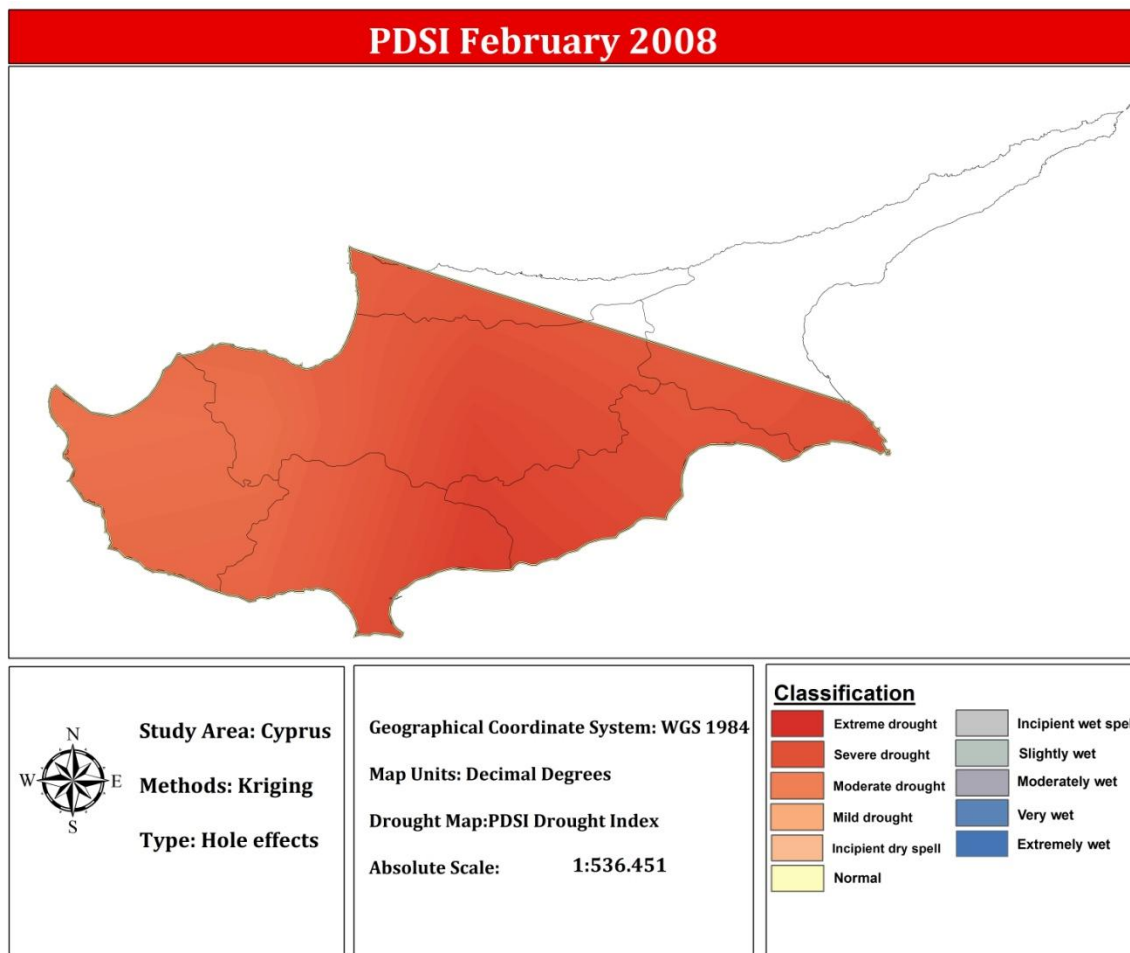 PDSI February 2008
N
W
E
S
Study Area: Cyprus
Methods: Kriging
Type: Hole effects
Geographical Coordinate System: WGS 1984
Map Units: Decimal Degrees
Drought Map:PDSI Drought Index
Absolute Scale: 1:536.451
Classification
Extreme drought
Severe drought
Moderate drought
Mild drought
Incipient dry spell
Normal
Incipient wet spel
Slightly wet
Moderately wet
Very wet
Extremely wet